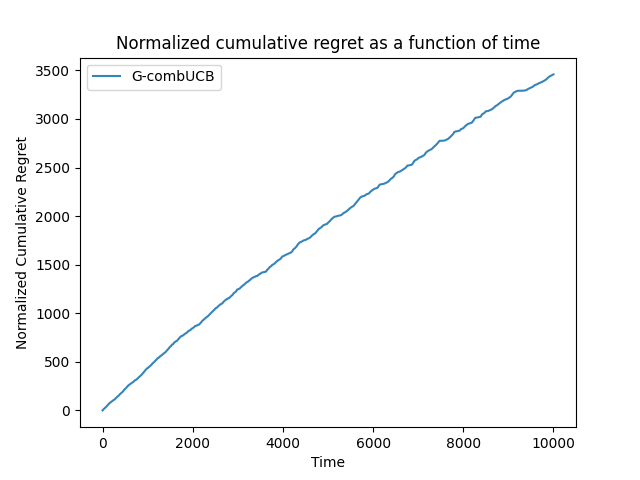 Normalized cumulative regret as a function of time
G-combUCB
Normalized Cumulative Regret
3500
3000
2500
2000
1500
1000
500
0
0 2000 4000 6000 8000 10000
Time